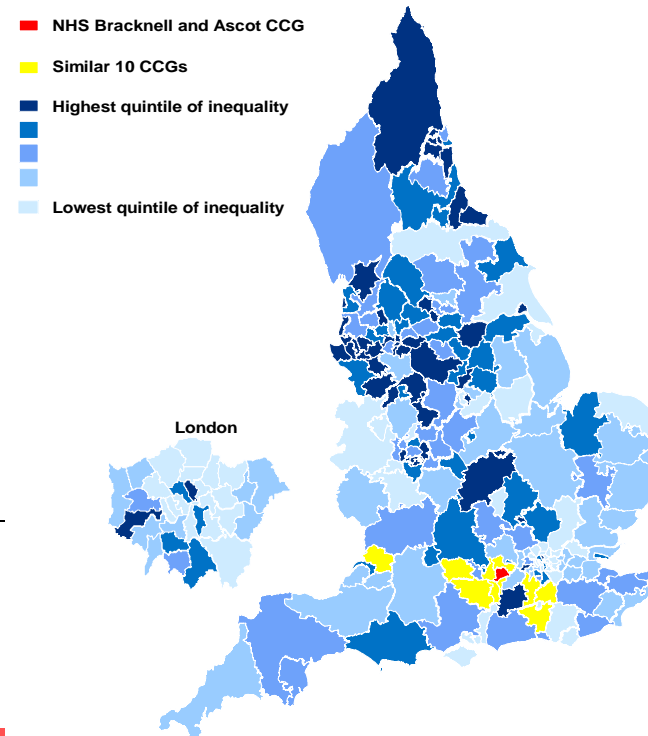 NHS Bracknell and Ascot CCG
Similar 10 CCGs
Highest quintile of inequality
Lowest quintile of inequality
London